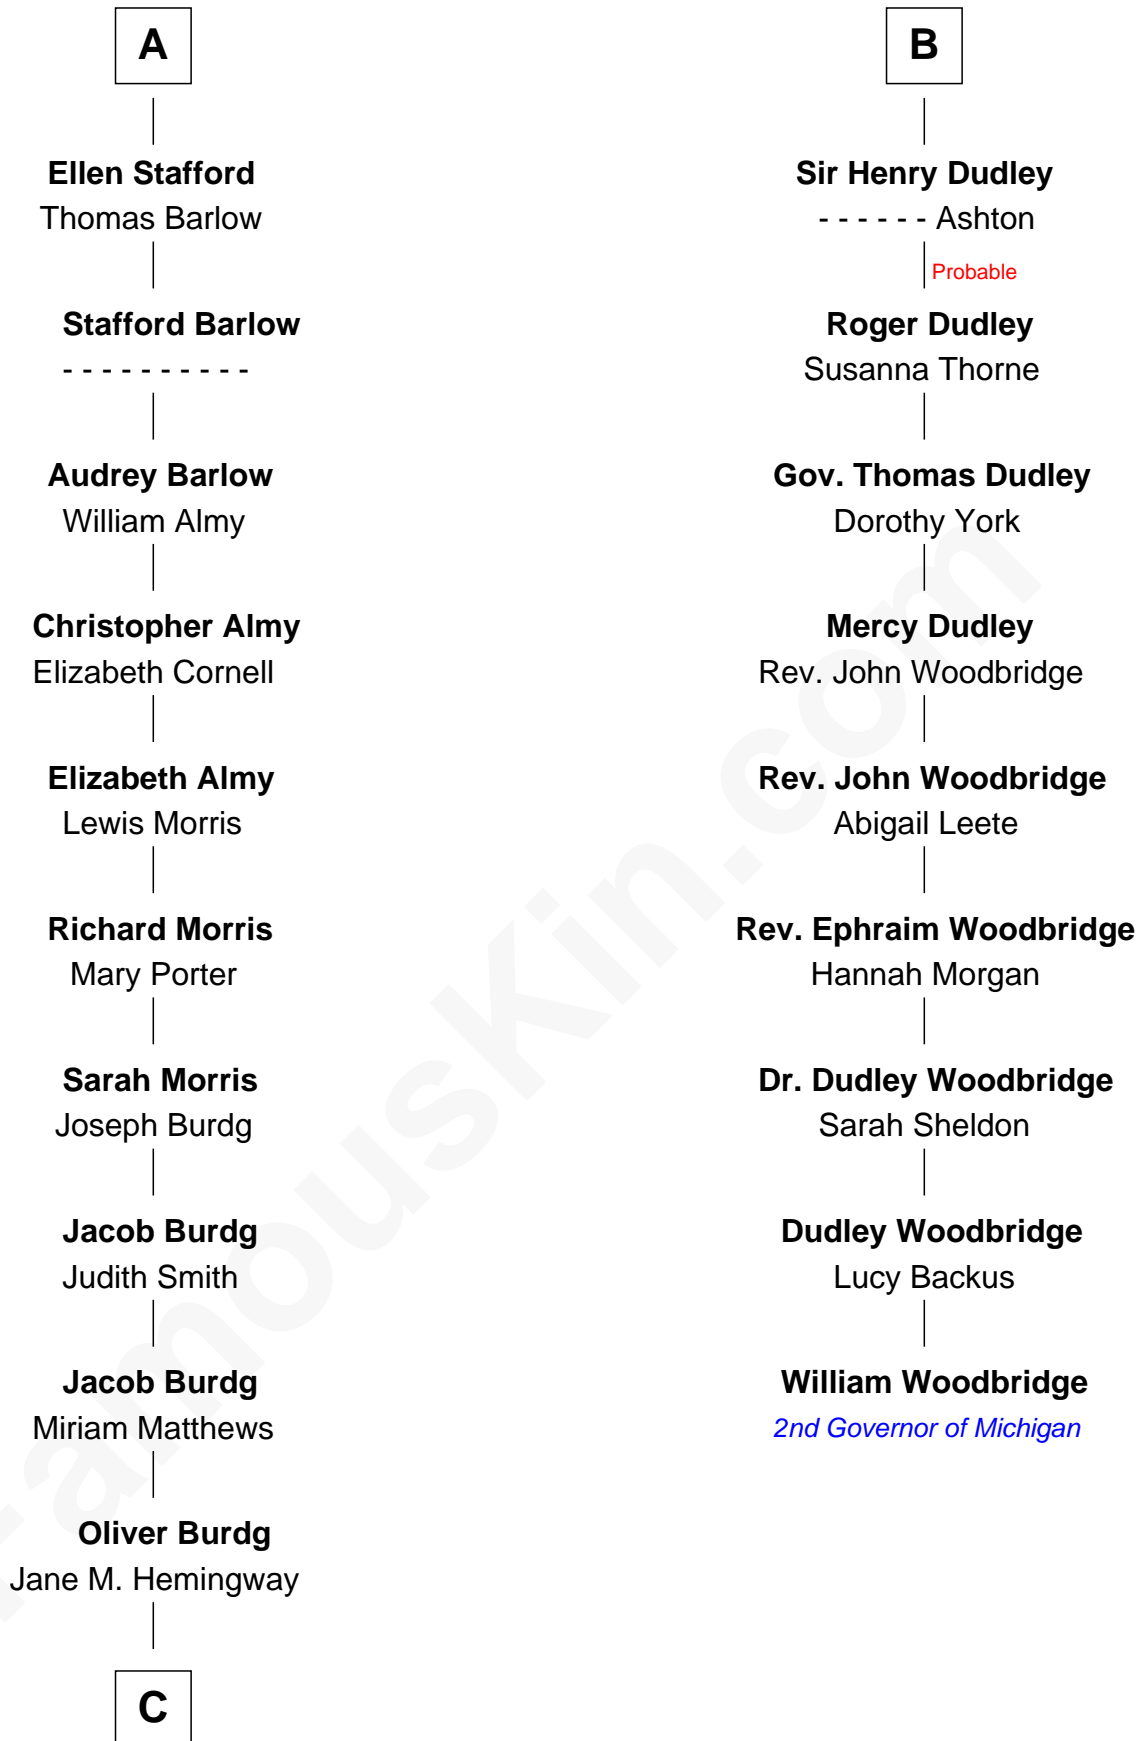 A
Ellen Stafford
Thomas Barlow
Stafford Barlow
- - - - - - - - - -
Audrey Barlow
William Almy
Christopher Almy
Elizabeth Cornell
Elizabeth Almy
Lewis Morris
Richard Morris
Mary Porter
Sarah Morris
Joseph Burdg
Jacob Burdg
Judith Smith
Jacob Burdg
Miriam Matthews
Oliver Burdg
Jane M. Hemingway
C
B
Sir Henry Dudley
- - - - - - Ashton
Probable
Roger Dudley
Susanna Thorne
Gov. Thomas Dudley
Dorothy York
Mercy Dudley
Rev. John Woodbridge
Rev. John Woodbridge
Abigail Leete
Rev. Ephraim Woodbridge
Hannah Morgan
Dr. Dudley Woodbridge
Sarah Sheldon
Dudley Woodbridge
Lucy Backus
William Woodbridge
2nd Governor of Michigan
FamousKin.com